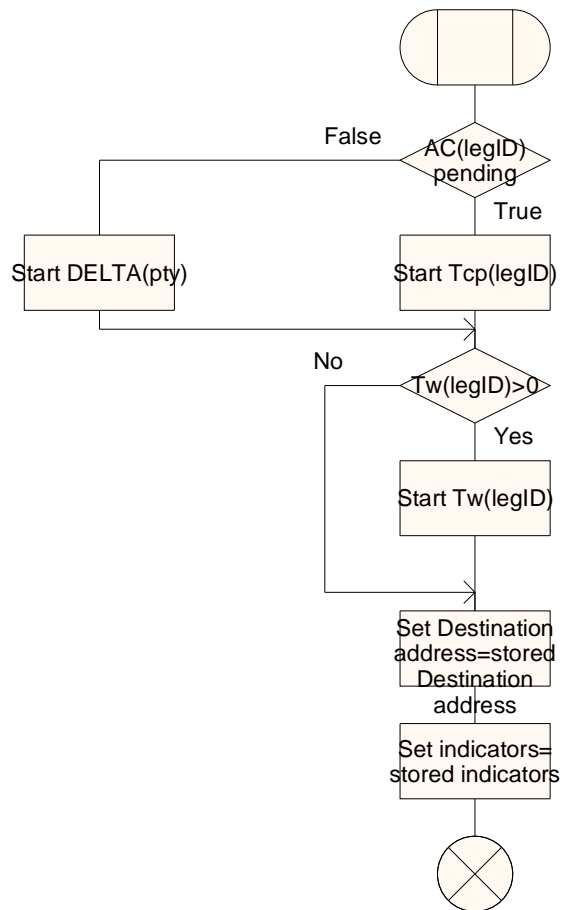 AC(legID)
pending
False
True
Start DELTA(pty)
Start Tcp(legID)
No
Tw(legID)>0
Yes
Start Tw(legID)
Set Destination
address=stored
Destination
address
Set indicators=
stored indicators